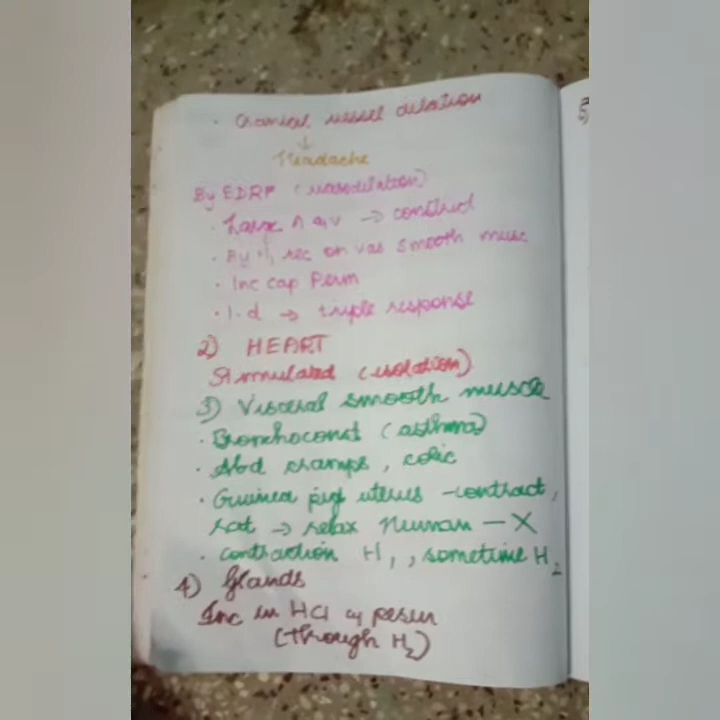 · Cranial vessel dilation
↓
Headache
By EDRF (vasodilation)
· Large A a,v → constrict
· By H₁ rec on vas smooth musc
· Inc cap Perm
· I.d → triple response
2) HEART
Stimulated (isolation)
3) Visceral smooth muscle
· Bronchoconst (asthma)
· Abd cramps, colic
· Guinea pig uterus - contract,
rat → relax Human - X
· contraction H₁, sometime H₂
4) Glands
Inc in HCl pesin
(through H₂)
5)